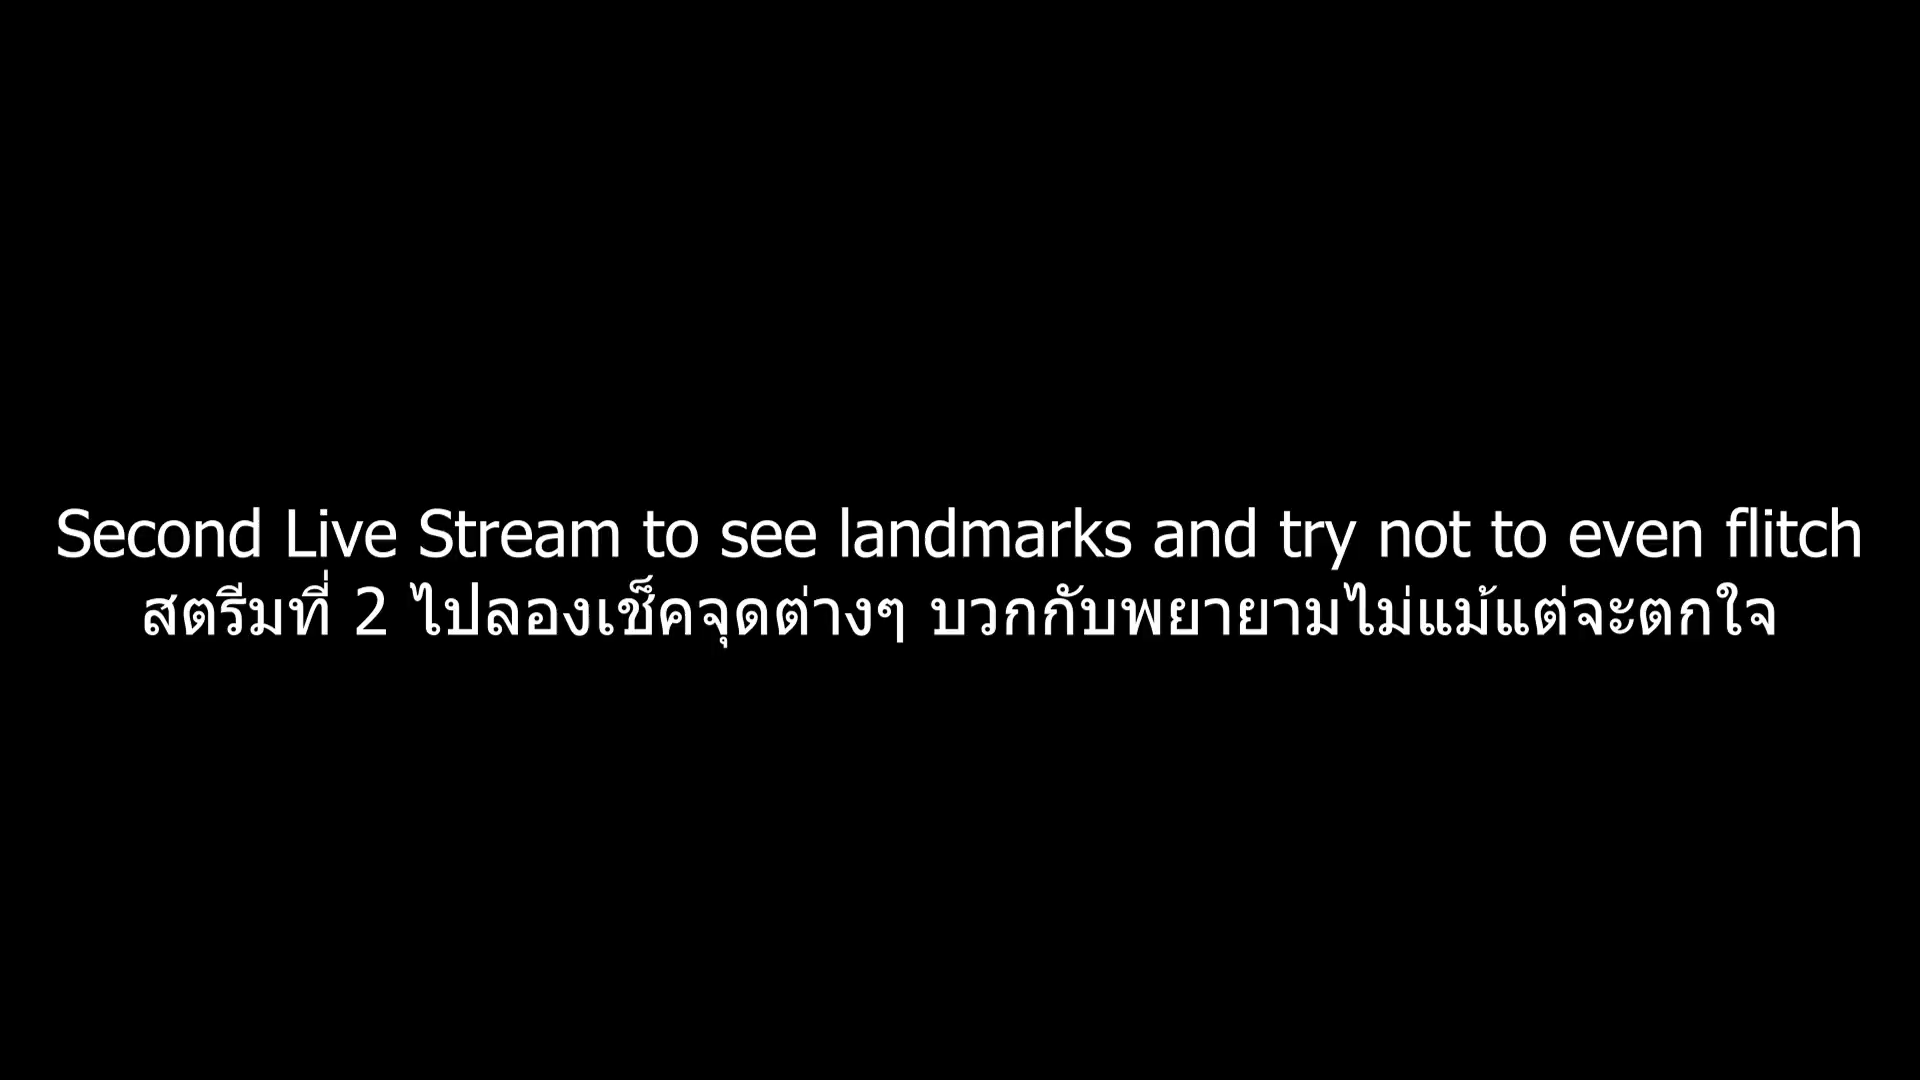 Second Live Stream to see landmarks and try not to even flitch
สตรีมที่ 2 ไปลองเช็คจุดต่างๆ บวกกับพยายามไม่แม้แต่จะตกใจ